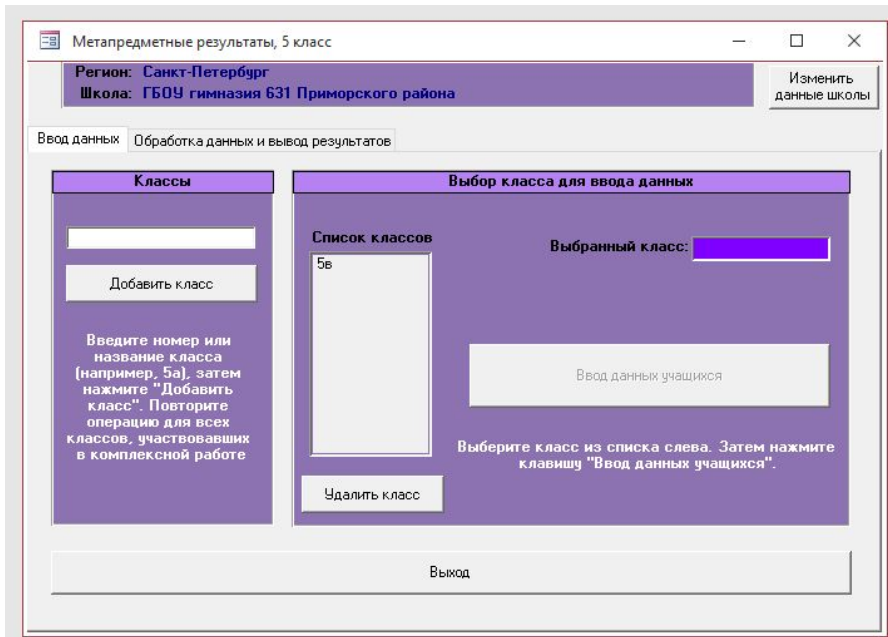 Метапредметные результаты, 5 класс
Регион: Санкт-Петербург
Школа: ГБОУ гимназия 631 Приморского района
Изменить
данные школы
Ввод данных
Обработка данных и вывод результатов
Классы
Добавить класс
Введите номер или
название класса
(например, 5а), затем
нажмите "Добавить
класс". Повторите
операцию для всех
классов, участвовавших
в комплексной работе
Выбор класса для ввода данных
Список классов
5в
Удалить класс
Выбранный класс:
Ввод данных учащихся
Выберите класс из списка слева. Затем нажмите
клавишу "Ввод данных учащихся".
Выход